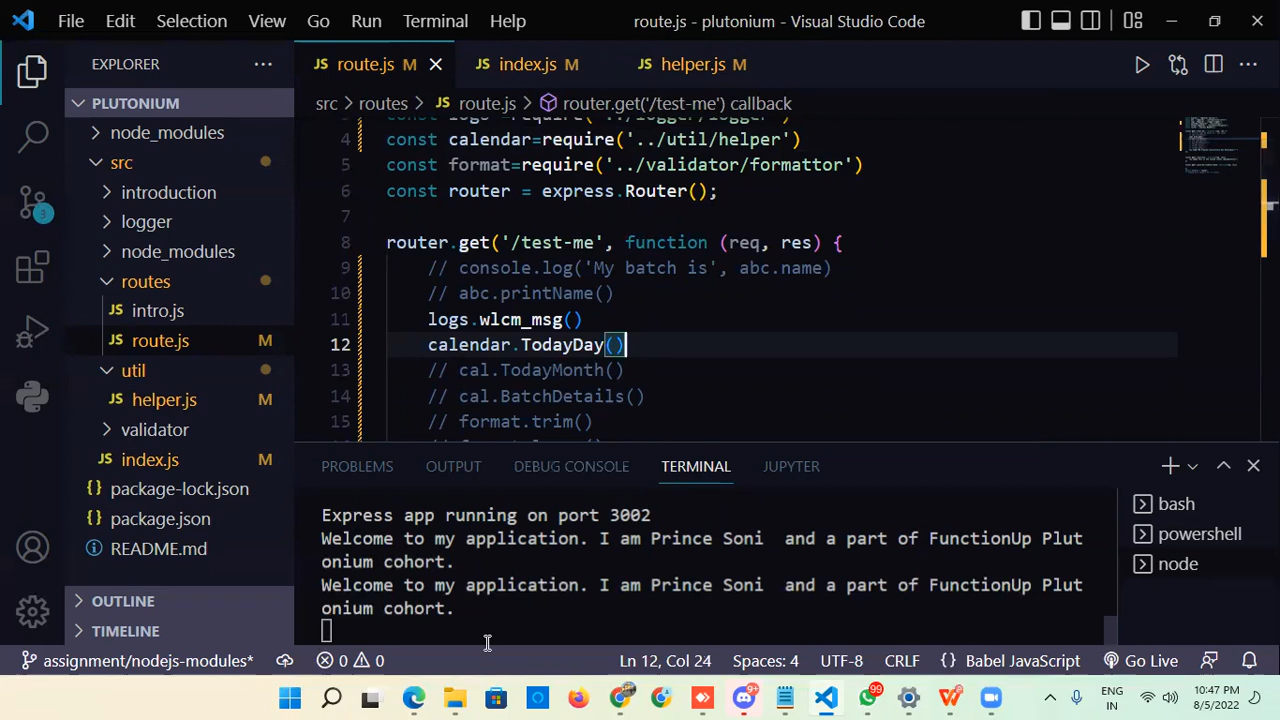 File Edit Selection View Go Run Terminal Help route.js - plutonium - Visual Studio Code
EXPLORER
PLUTONIUM
node_modules
src
introduction
logger
node_modules
routes
JS intro.js
JS route.js M
util
JS helper.js M
validator
JS index.js M
{} package-lock.json
{} package.json
README.md
OUTLINE
TIMELINE
3
JS route.js M
JS index.js M
JS helper.js M
src > routes > JS route.js > router.get('/test-me') callback
4 const calendar=require('../util/helper')
5 const format=require('../validator/formattor')
6 const router = express.Router();
7
8 router.get('/test-me', function (req, res) {
9 // console.log('My batch is', abc.name)
10 // abc.printName()
11 logs.wlcm_msg()
12 calendar.TodayDay()
13 // cal.TodayMonth()
14 // cal.BatchDetails()
15 // format.trim()
PROBLEMS OUTPUT DEBUG CONSOLE TERMINAL JUPYTER
Express app running on port 3002
Welcome to my application. I am Prince Soni  and a part of FunctionUp Plut
onium cohort.
Welcome to my application. I am Prince Soni  and a part of FunctionUp Plut
onium cohort.
bash
powershell
node
assignment/nodejs-modules* 0 0 Ln 12, Col 24 Spaces: 4 UTF-8 CRLF {} Babel JavaScript Go Live
9+ 99 ENG
IN
10:47 PM
8/5/2022